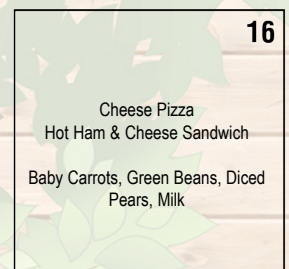 16
Cheese Pizza
Hot Ham & Cheese Sandwich
Baby Carrots, Green Beans, Diced
Pears, Milk